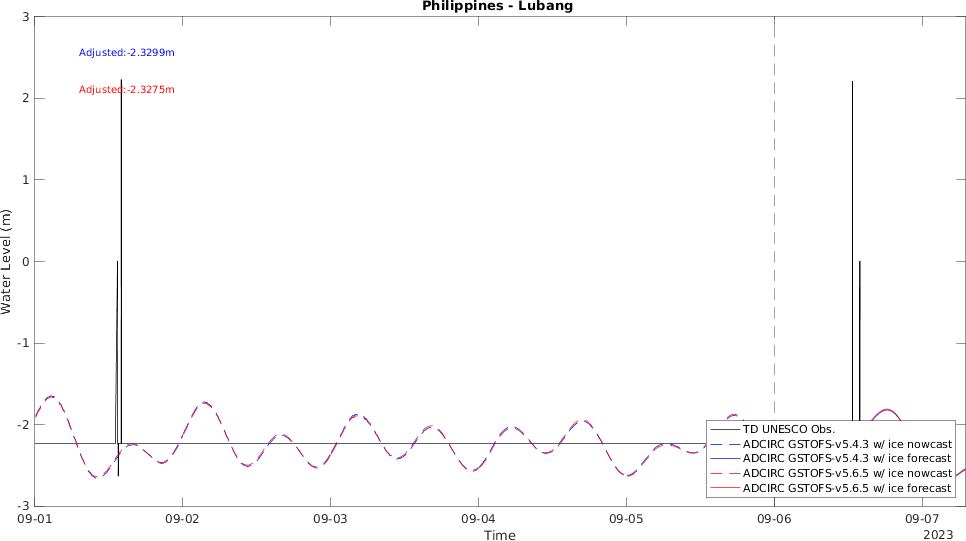 Philippines - Lubang
Adjusted:-2.3299m
Adjusted:-2.3275m
Water Level (m)
3
2
1
0
-1
-2
-3
TD UNESCO Obs.
ADCIRC GSTOFS-v5.4.3 w/ ice nowcast
ADCIRC GSTOFS-v5.4.3 w/ ice forecast
ADCIRC GSTOFS-v5.6.5 w/ ice nowcast
ADCIRC GSTOFS-v5.6.5 w/ ice forecast
09-01 09-02 09-03 09-04 09-05 09-06 09-07
Time
2023